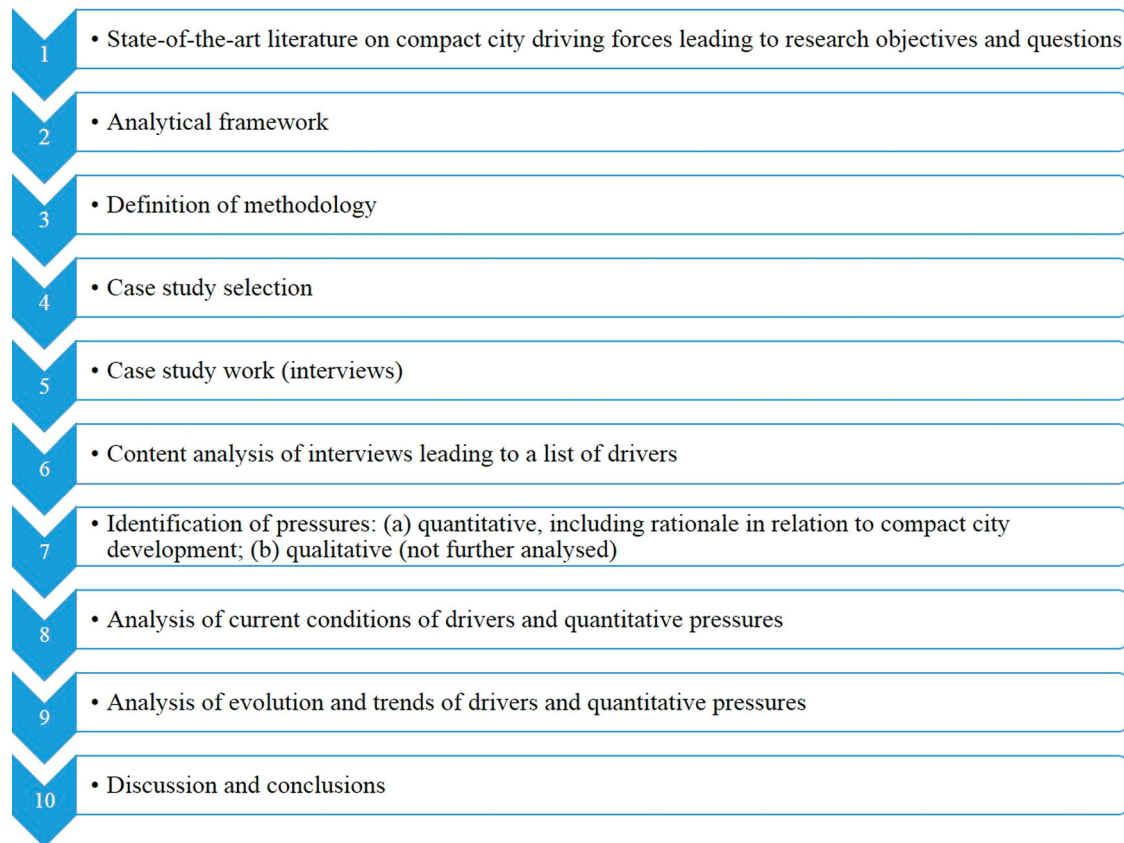 1
• State-of-the-art literature on compact city driving forces leading to research objectives and questions
2
• Analytical framework
3
• Definition of methodology
4
• Case study selection
5
• Case study work (interviews)
6
• Content analysis of interviews leading to a list of drivers
7
• Identification of pressures: (a) quantitative, including rationale in relation to compact city
development; (b) qualitative (not further analysed)
8
• Analysis of current conditions of drivers and quantitative pressures
9
• Analysis of evolution and trends of drivers and quantitative pressures
10
• Discussion and conclusions